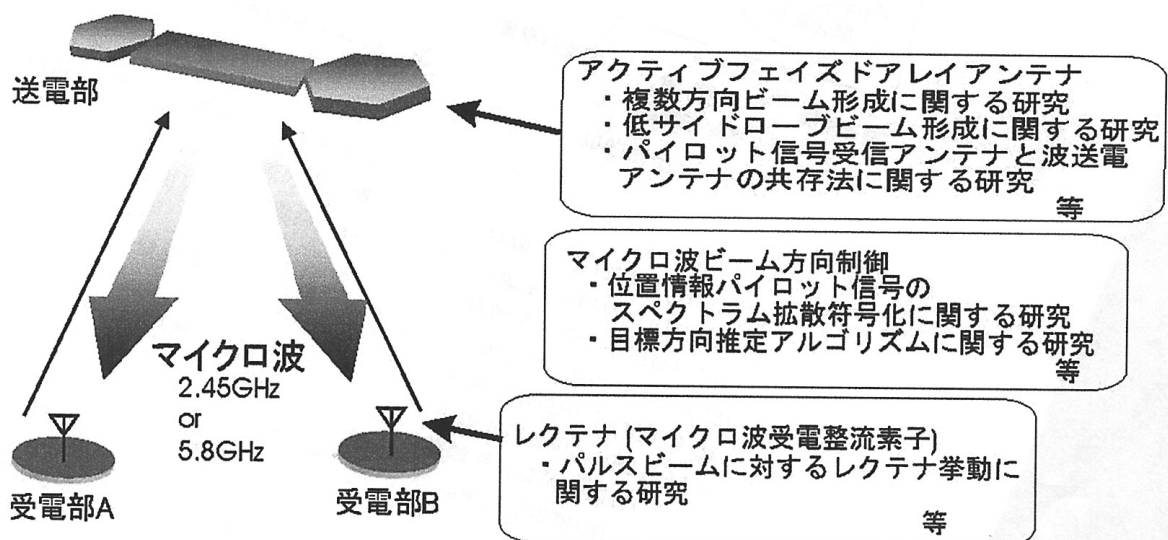 送電部
アクティブフェイズドアレイアンテナ
・複数方向ビーム形成に関する研究
・低サイドローブビーム形成に関する研究
・パイロット信号受信アンテナと波送電
アンテナの共存法に関する研究
等
マイクロ波ビーム方向制御
・位置情報パイロット信号の
スペクトラム拡散符号化に関する研究
・目標方向推定アルゴリズムに関する研究
等
マイクロ波
2.45GHz
or
5.8GHz
レクテナ(マイクロ波受電整流素子)
・パルスビームに対するレクテナ挙動に
関する研究
等
受電部A
受電部B